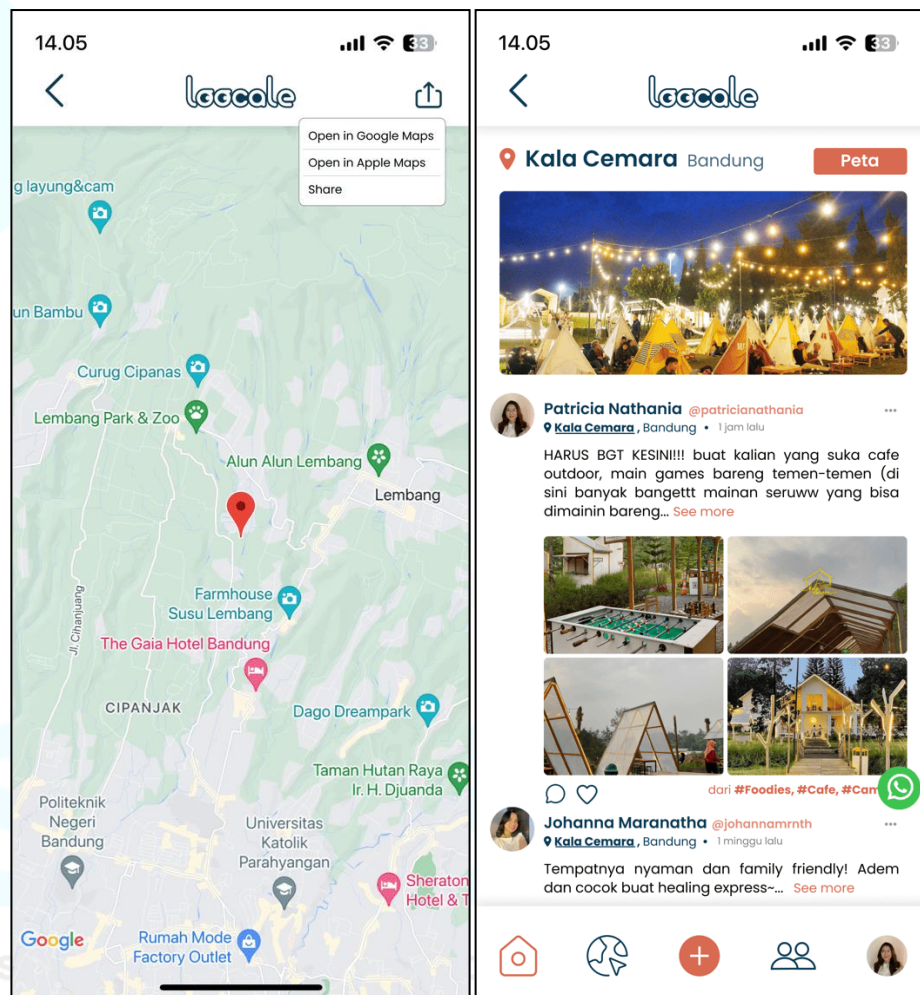 14.05
33
loocale
Open in Google Maps
Open in Apple Maps
Share
g layung&cam
un Bambu
Curug Cipanas
Lembang Park & Zoo
Alun Alun Lembang
Lembang
Farmhouse
Susu Lembang
Jl. Cihanjuang
The Gaia Hotel Bandung
CIPANJAK
Dago Dreampark
Taman Hutan Raya
Ir. H. Djuanda
Politeknik
Negeri
Bandung
Universitas
Katolik
Parahyangan
Sheraton
Hotel & T
Google
Rumah Mode
Factory Outlet
14.05
33
loocale
Kala Cemara Bandung
Peta
Patricia Nathania @patricianathania
Kala Cemara, Bandung • 1 jam lalu
HARUS BGT KESINI!!! buat kalian yang suka cafe
outdoor, main games bareng temen-temen (di
sini banyak bangettt mainan seruww yang bisa
dimainin bareng... See more
dari #Foodies, #Cafe, #Cam
Johanna Maranatha @johannamrnth
Kala Cemara, Bandung • 1 minggu lalu
Tempatnya nyaman dan family friendly! Adem
dan cocok buat healing express~... See more